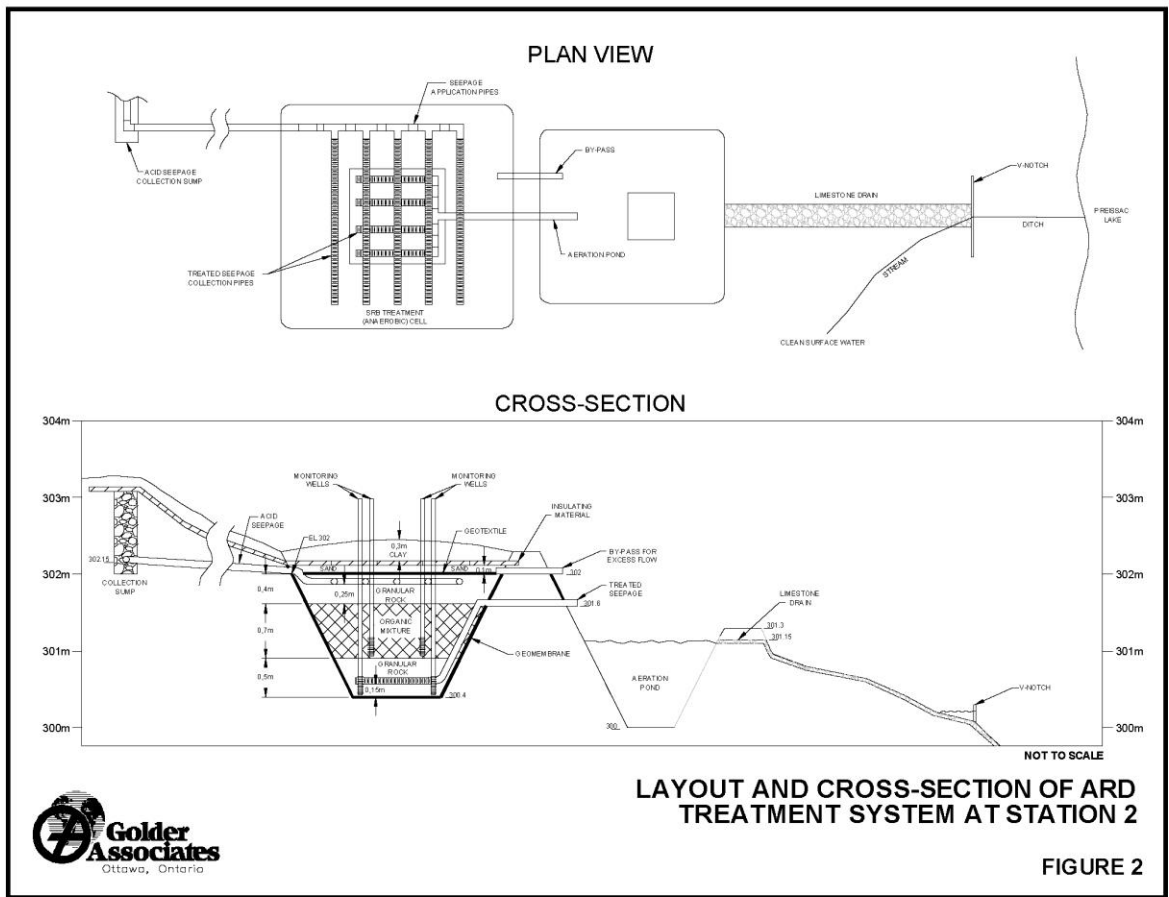 PLAN VIEW
SEEPAGE
APPLICATION PIPES
BY-PASS
ACID SEEPAGE
COLLECTION SUMP
LIMESTONE DRAIN
V-NOTCH
PREISSAC
LAKE
DITCH
AERATION POND
STREAM
TREATED SEEPAGE
COLLECTION PIPES
SRB TREATMENT
(ANAEROBIC) CELL
CLEAN SURFACE WATER
CROSS-SECTION
304m
304m
303m
303m
302m
302m
301m
301m
300m
300m
MONITORING
WELLS
MONITORING
WELLS
INSULATING
MATERIAL
ACID
SEEPAGE
GEOTEXTILE
EL 302
0,3m
CLAY
BY-PASS FOR
EXCESS FLOW
302.15
SAND
SAND
0,1m
302
COLLECTION
SUMP
0,4m
0,25m
GRANULAR
ROCK
TREATED
SEEPAGE
301.6
ORGANIC
MIXTURE
0,7m
LIMESTONE
DRAIN
301.3
301.15
GEOMEMBRANE
GRANULAR
ROCK
0,5m
0,15m
300.4
AERATION
POND
300
V-NOTCH
NOT TO SCALE
LAYOUT AND CROSS-SECTION OF ARD
TREATMENT SYSTEM AT STATION 2
Golder
Associates
Ottawa, Ontario
FIGURE 2